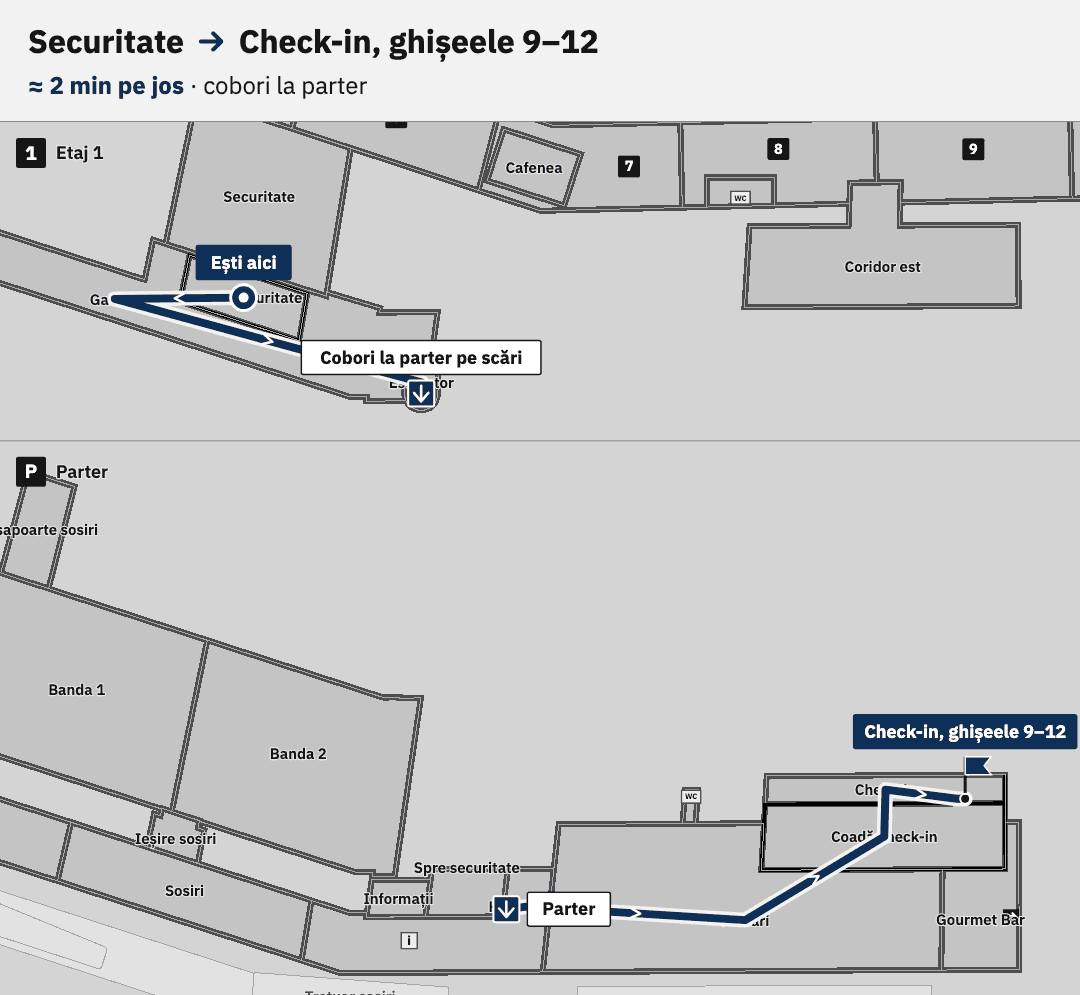 Securitate → Check-in, ghișeele 9–12
≈ 2 min pe jos · cobori la parter
1 Etaj 1
Securitate
Cafenea
7
8
9
wc
Coridor est
Ești aici
Cobori la parter pe scări
P Parter
Banda 1
Banda 2
Ieșire sosiri
Sosiri
Informații
i
Spre securitate
Parter
wc
Check-in, ghișeele 9–12
Gourmet Bar